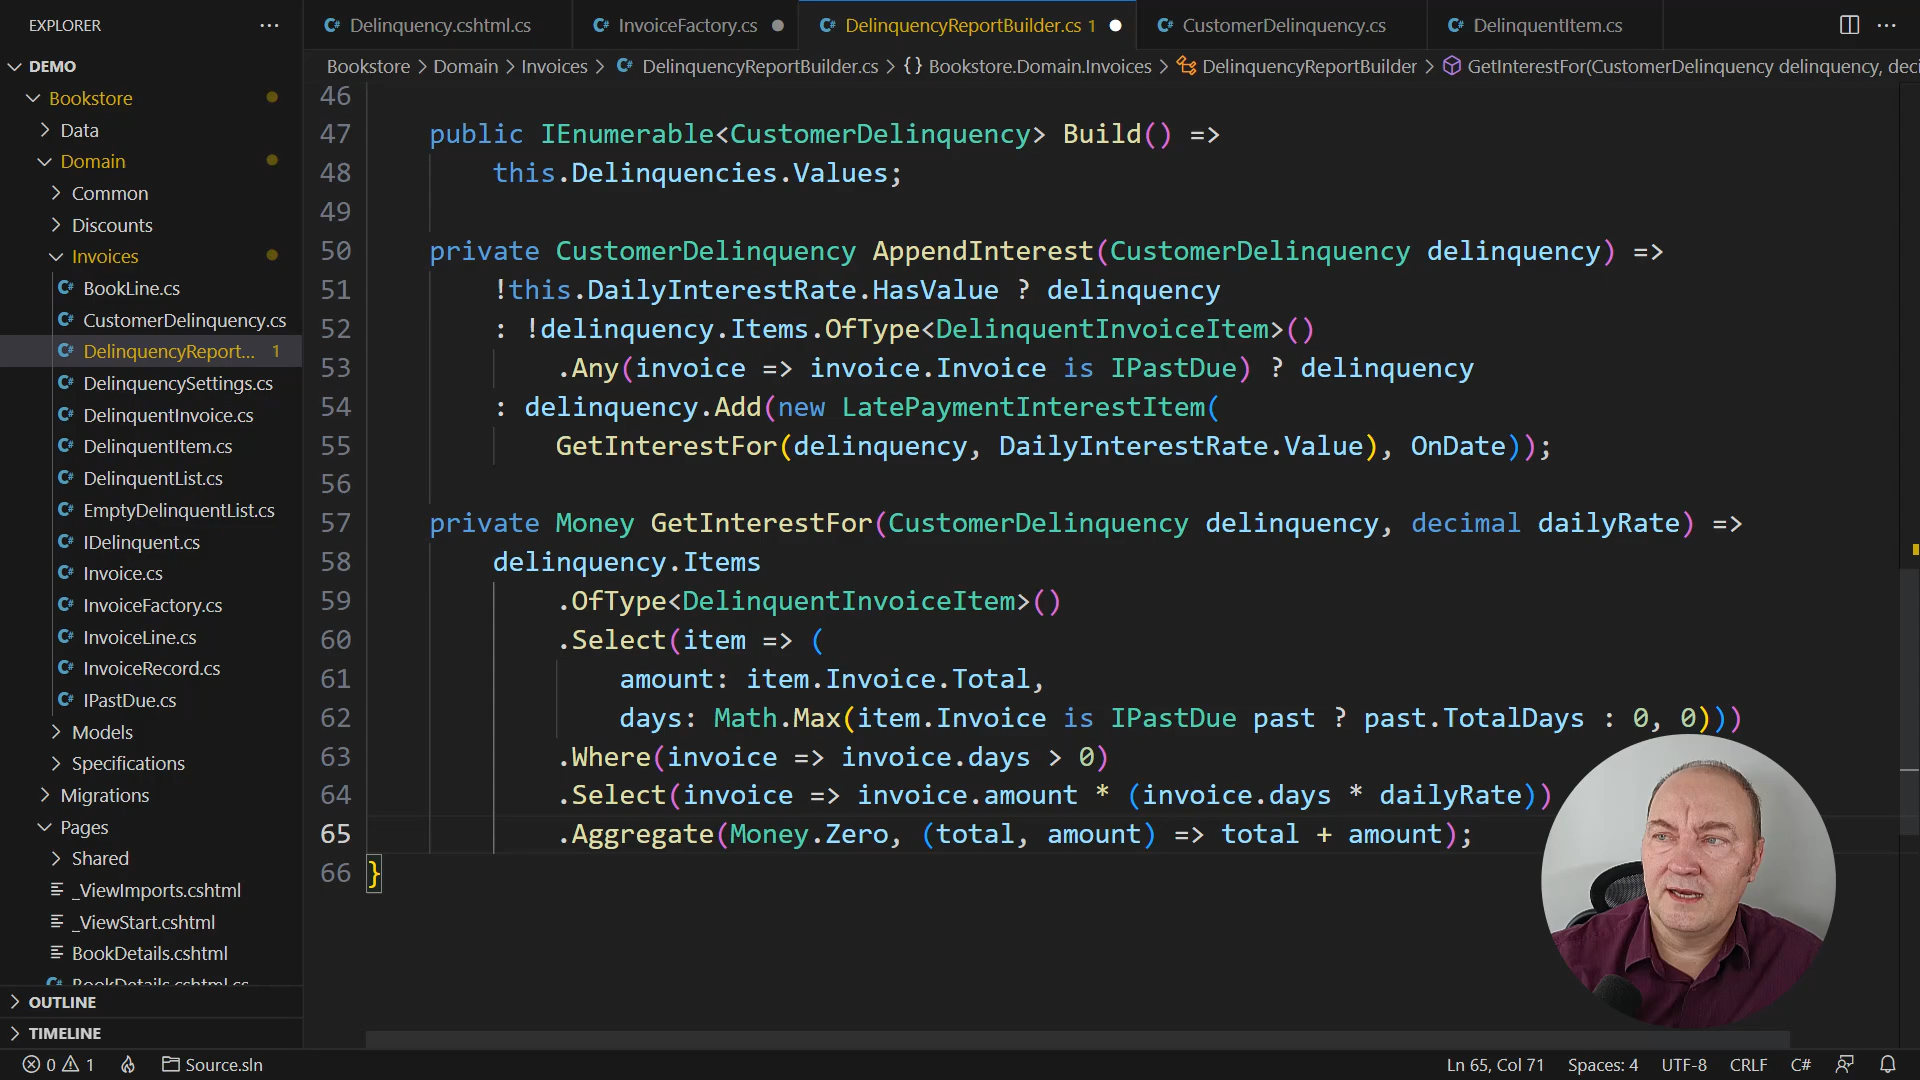 EXPLORER
DEMO
Bookstore
Data
Domain
Common
Discounts
Invoices
BookLine.cs
CustomerDelinquency.cs
DelinquencyReport... 1
DelinquencySettings.cs
DelinquentInvoice.cs
DelinquentItem.cs
DelinquentList.cs
EmptyDelinquentList.cs
IDelinquent.cs
Invoice.cs
InvoiceFactory.cs
InvoiceLine.cs
InvoiceRecord.cs
IPastDue.cs
Models
Specifications
Migrations
Pages
Shared
_ViewImports.cshtml
_ViewStart.cshtml
BookDetails.cshtml
BookDetails.cshtml.cs
OUTLINE
TIMELINE
Delinquency.cshtml.cs
InvoiceFactory.cs
DelinquencyReportBuilder.cs 1
CustomerDelinquency.cs
DelinquentItem.cs
Bookstore > Domain > Invoices > DelinquencyReportBuilder.cs > {} Bookstore.Domain.Invoices > DelinquencyReportBuilder > GetInterestFor(CustomerDelinquency delinquency, deci
46
47 public IEnumerable<CustomerDelinquency> Build() =>
48 this.Delinquencies.Values;
49
50 private CustomerDelinquency AppendInterest(CustomerDelinquency delinquency) =>
51 !this.DailyInterestRate.HasValue ? delinquency
52 : !delinquency.Items.OfType<DelinquentInvoiceItem>()
53 .Any(invoice => invoice.Invoice is IPastDue) ? delinquency
54 : delinquency.Add(new LatePaymentInterestItem(
55 GetInterestFor(delinquency, DailyInterestRate.Value), OnDate));
56
57 private Money GetInterestFor(CustomerDelinquency delinquency, decimal dailyRate) =>
58 delinquency.Items
59 .OfType<DelinquentInvoiceItem>()
60 .Select(item => (
61 amount: item.Invoice.Total,
62 days: Math.Max(item.Invoice is IPastDue past ? past.TotalDays : 0, 0)))
63 .Where(invoice => invoice.days > 0)
64 .Select(invoice => invoice.amount * (invoice.days * dailyRate))
65 .Aggregate(Money.Zero, (total, amount) => total + amount);
66 }
0 1 Source.sln
Ln 65, Col 71 Spaces: 4 UTF-8 CRLF C#